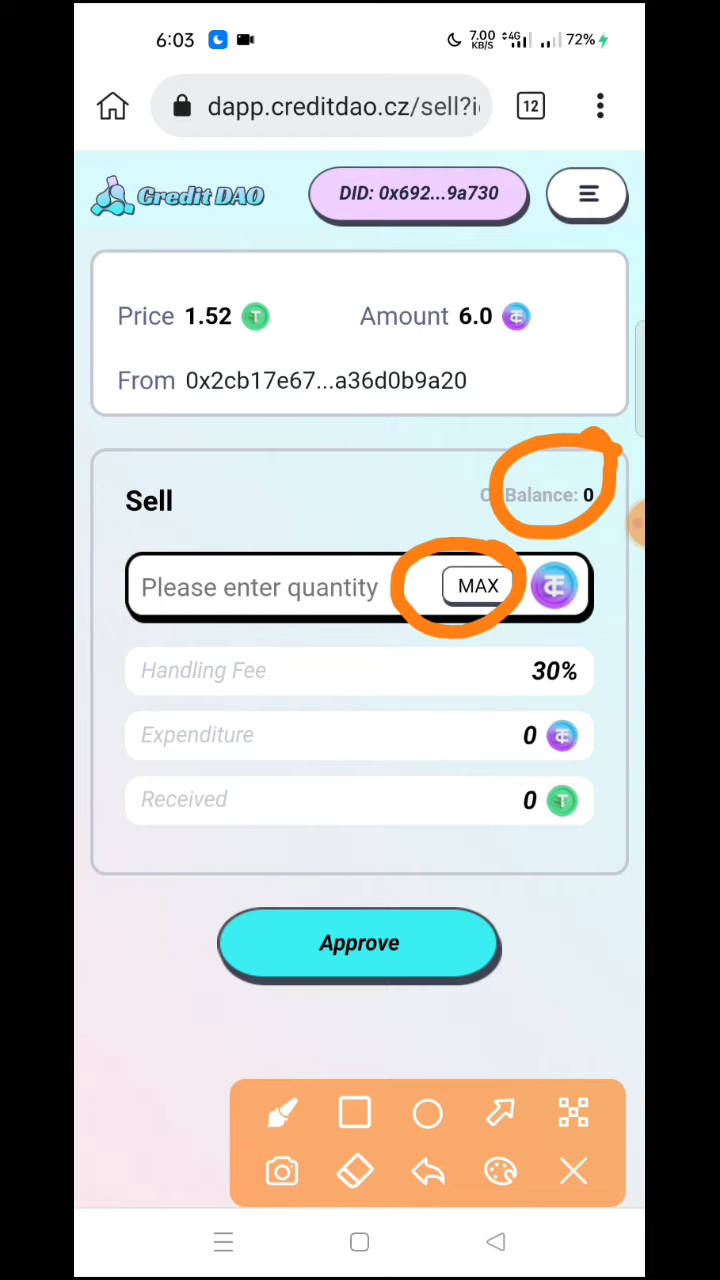 6:03 7.00 KB/S 4G 72%
dapp.creditdao.cz/sell?i 12
Credit DAO DID: 0x692...9a730
Price 1.52 Amount 6.0
From 0x2cb17e67...a36d0b9a20
Sell Balance: 0
Please enter quantity MAX
Handling Fee 30%
Expenditure 0
Received 0
Approve